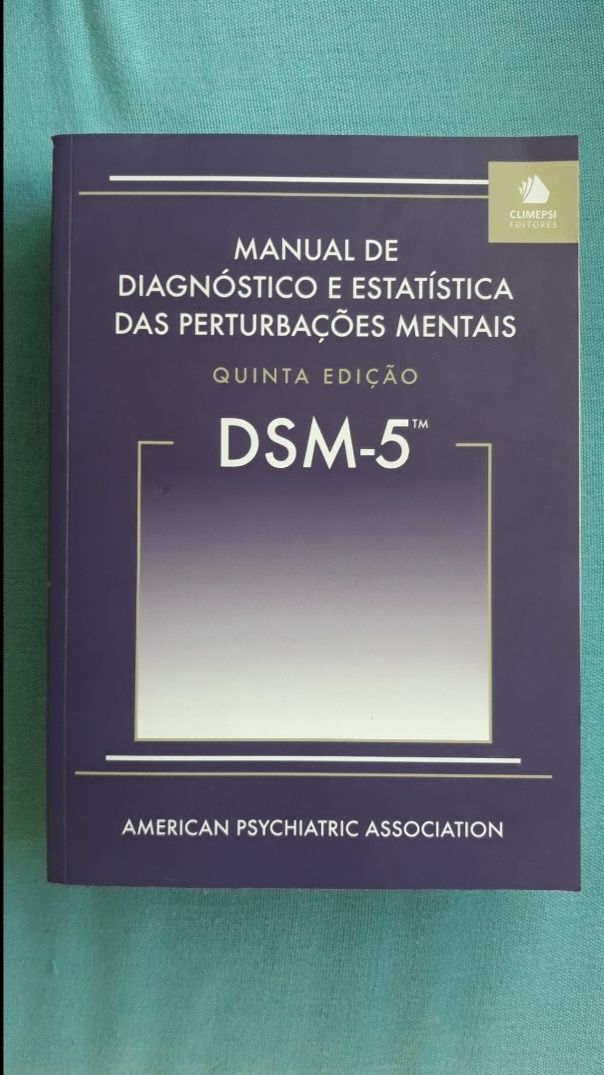 CLIMEPSI
EDITORES
MANUAL DE
DIAGNÓSTICO E ESTATÍSTICA
DAS PERTURBAÇÕES MENTAIS
QUINTA EDIÇÃO
DSM-5™
AMERICAN PSYCHIATRIC ASSOCIATION